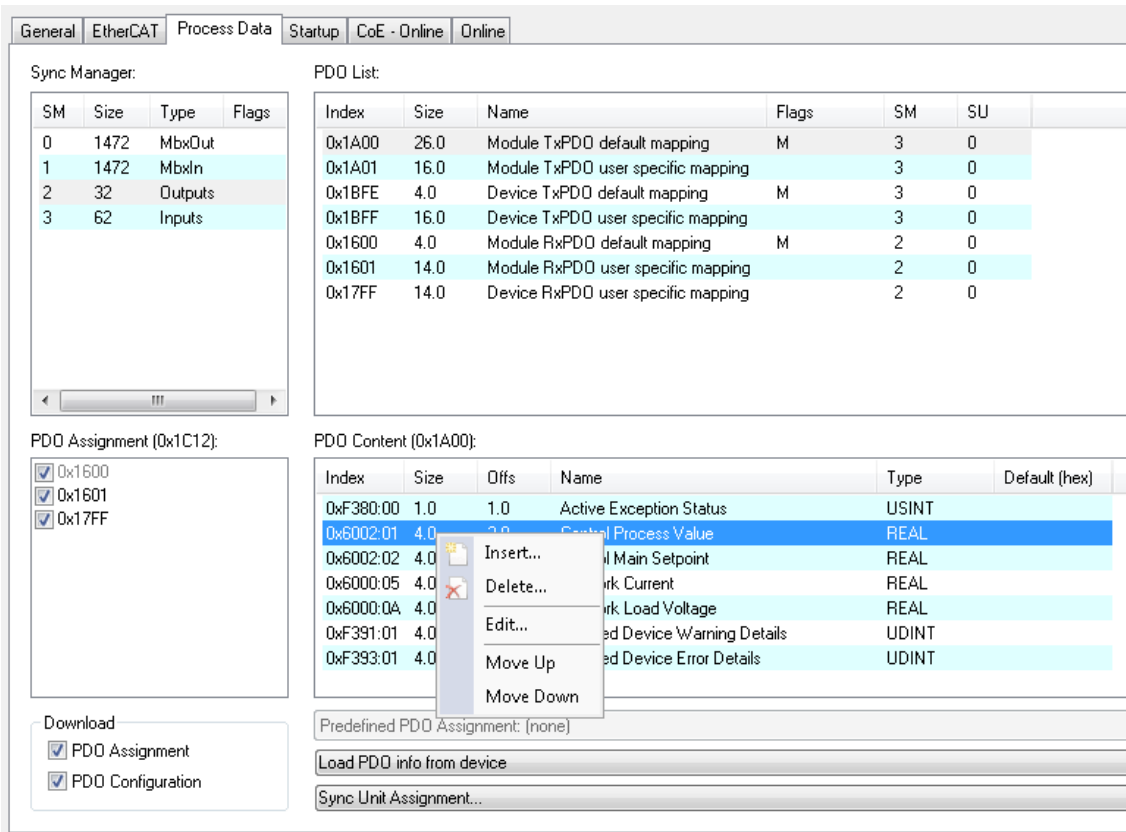 General EtherCAT Process Data Startup CoE - Online Online
Sync Manager:
SM Size Type Flags
0 1472 MbxOut
1 1472 MbxIn
2 32 Outputs
3 62 Inputs
PDO List:
Index Size Name Flags SM SU
0x1A00 26.0 Module TxPDO default mapping M 3 0
0x1A01 16.0 Module TxPDO user specific mapping 3 0
0x1BFE 4.0 Device TxPDO default mapping M 3 0
0x1BFF 16.0 Device TxPDO user specific mapping 3 0
0x1600 4.0 Module RxPDO default mapping M 2 0
0x1601 14.0 Module RxPDO user specific mapping 2 0
0x17FF 14.0 Device RxPDO user specific mapping 2 0
PDO Assignment (0x1C12):
0x1600
0x1601
0x17FF
PDO Content (0x1A00):
Index Size Offs Name Type Default (hex)
0xF380:00 1.0 1.0 Active Exception Status USINT
0x6002:01 4.0 Control Process Value REAL
0x6002:02 4.0 Main Setpoint REAL
0x6000:05 4.0 Current REAL
0x6000:0A 4.0 Load Voltage REAL
0xF391:01 4.0 Device Warning Details UDINT
0xF393:01 4.0 Device Error Details UDINT
Insert...
Delete...
Edit...
Move Up
Move Down
Download
PDO Assignment
PDO Configuration
Predefined PDO Assignment: (none)
Load PDO info from device
Sync Unit Assignment...